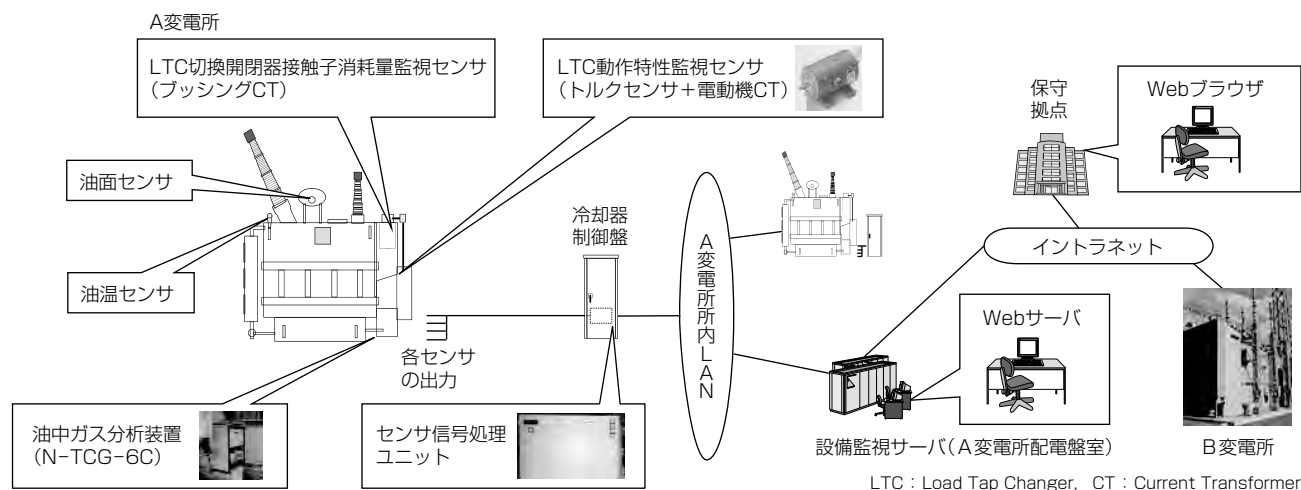 A変電所
LTC切換開閉器接触子消耗量監視センサ
(ブッシングCT)
LTC動作特性監視センサ
(トルクセンサ+電動機CT)
油面センサ
油温センサ
油中ガス分析装置
(N-TCG-6C)
各センサ
の出力
センサ信号処理
ユニット
冷却器
制御盤
A変電所所内LAN
保守
拠点
Webブラウザ
イントラネット
Webサーバ
設備監視サーバ(A変電所配電盤室)
B変電所
LTC:Load Tap Changer, CT:Current Transformer